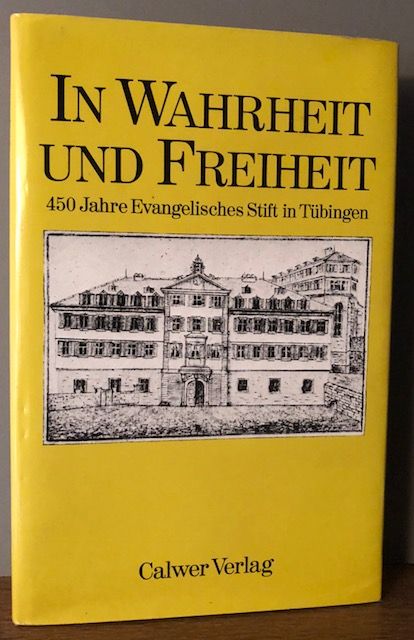 IN WAHRHEIT
UND FREIHEIT
450 Jahre Evangelisches Stift in Tübingen
Calwer Verlag